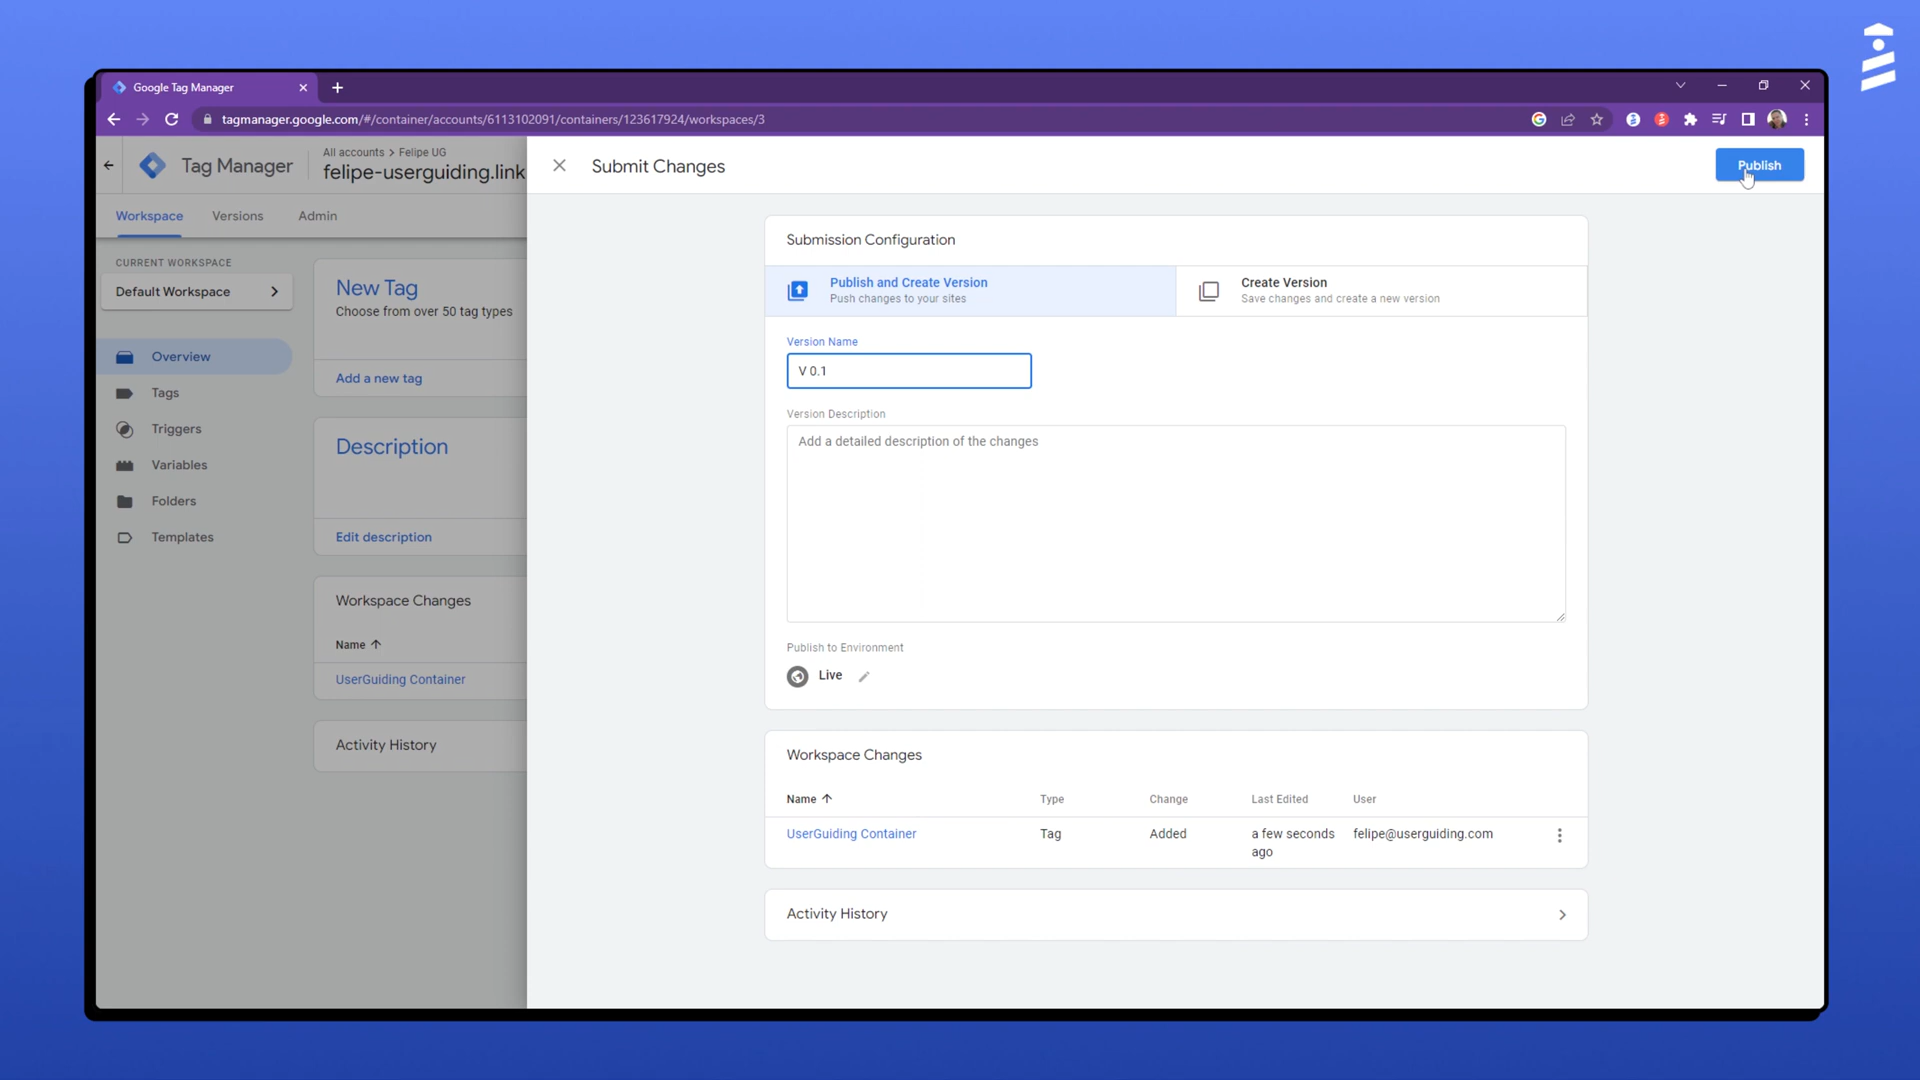 Google Tag Manager
tagmanager.google.com/#/container/accounts/6113102091/containers/123617924/workspaces/3
Tag Manager
All accounts > Felipe UG
felipe-userguiding.link
Submit Changes
Publish
Workspace
Versions
Admin
CURRENT WORKSPACE
Default Workspace
Overview
Tags
Triggers
Variables
Folders
Templates
New Tag
Choose from over 50 tag types
Add a new tag
Description
Edit description
Workspace Changes
Name
UserGuiding Container
Activity History
Submission Configuration
Publish and Create Version
Push changes to your sites
Create Version
Save changes and create a new version
Version Name
V 0.1
Version Description
Add a detailed description of the changes
Publish to Environment
Live
Workspace Changes
Name Type Change Last Edited User
UserGuiding Container Tag Added a few seconds felipe@userguiding.com
ago
Activity History